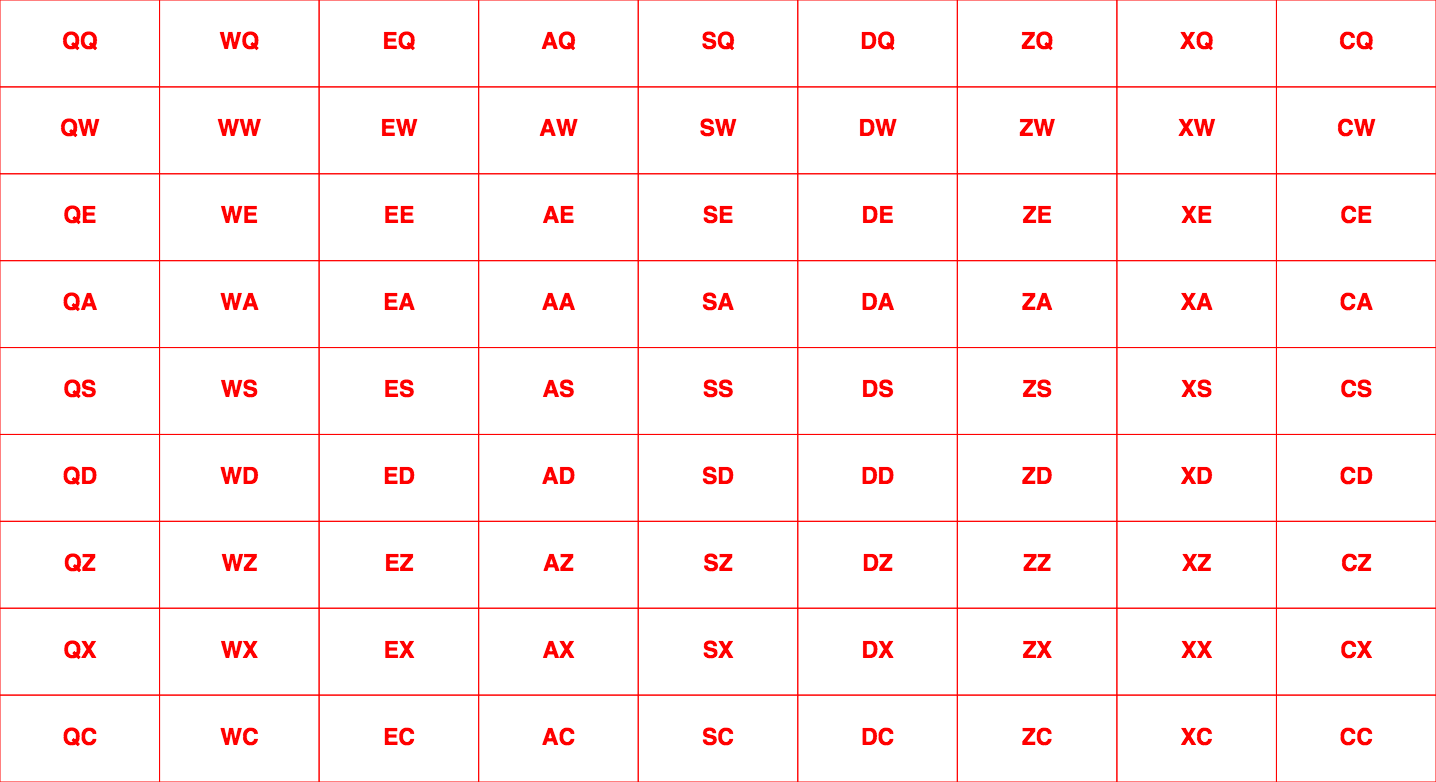 QQ WQ EQ AQ SQ DQ ZQ XQ CQ
QW WW EW AW SW DW ZW XW CW
QE WE EE AE SE DE ZE XE CE
QA WA EA AA SA DA ZA XA CA
QS WS ES AS SS DS ZS XS CS
QD WD ED AD SD DD ZD XD CD
QZ WZ EZ AZ SZ DZ ZZ XZ CZ
QX WX EX AX SX DX ZX XX CX
QC WC EC AC SC DC ZC XC CC